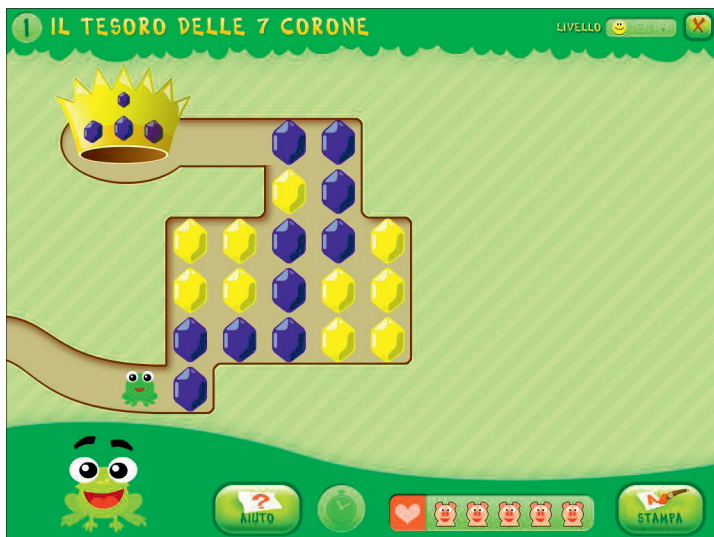 1 IL TESORO DELLE 7 CORONE
LIVELLO
X
?
AIUTO
A
STAMPA